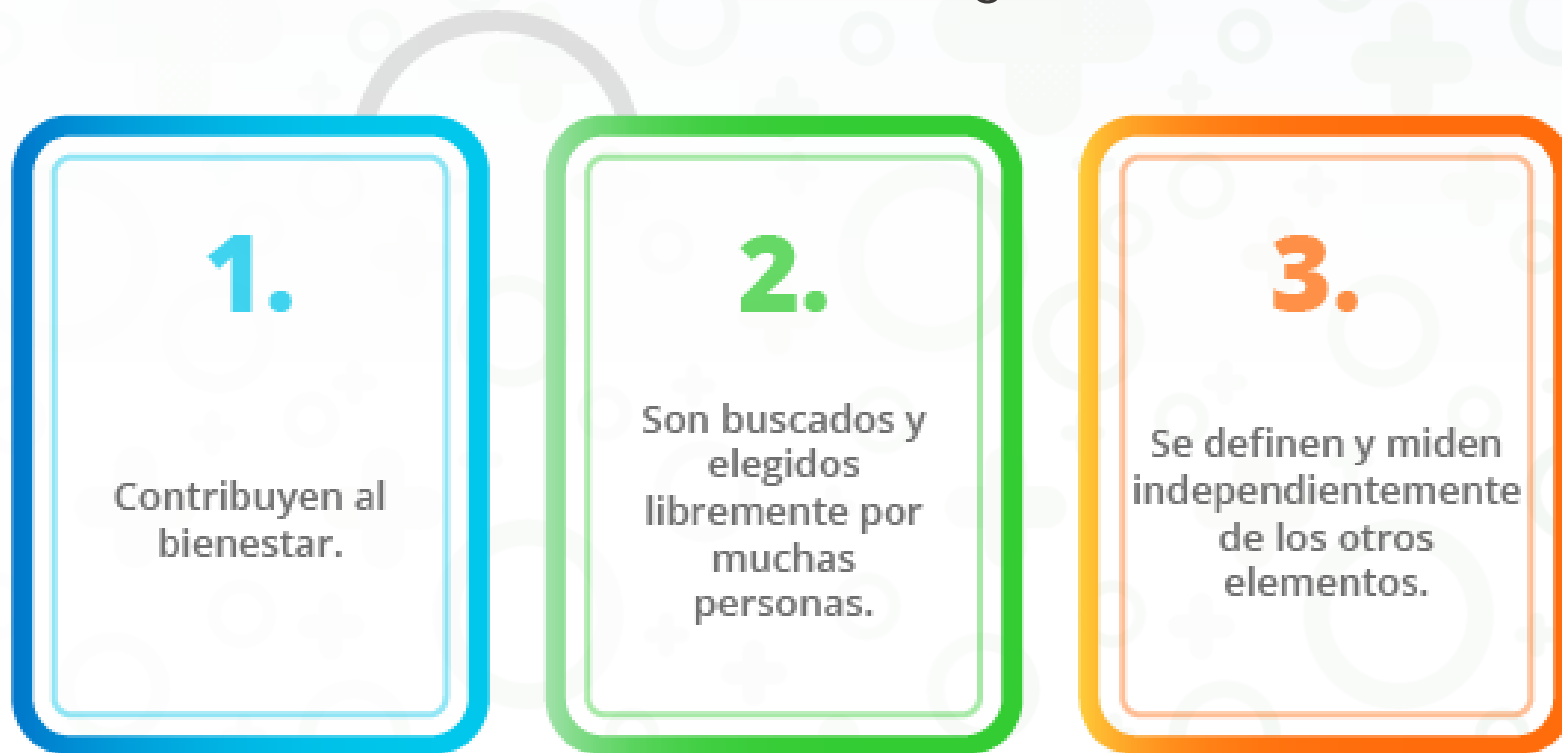 1.
Contribuyen al
bienestar.
2.
Son buscados y
elegidos
libremente por
muchas
personas.
3.
Se definen y miden
independientemente
de los otros
elementos.